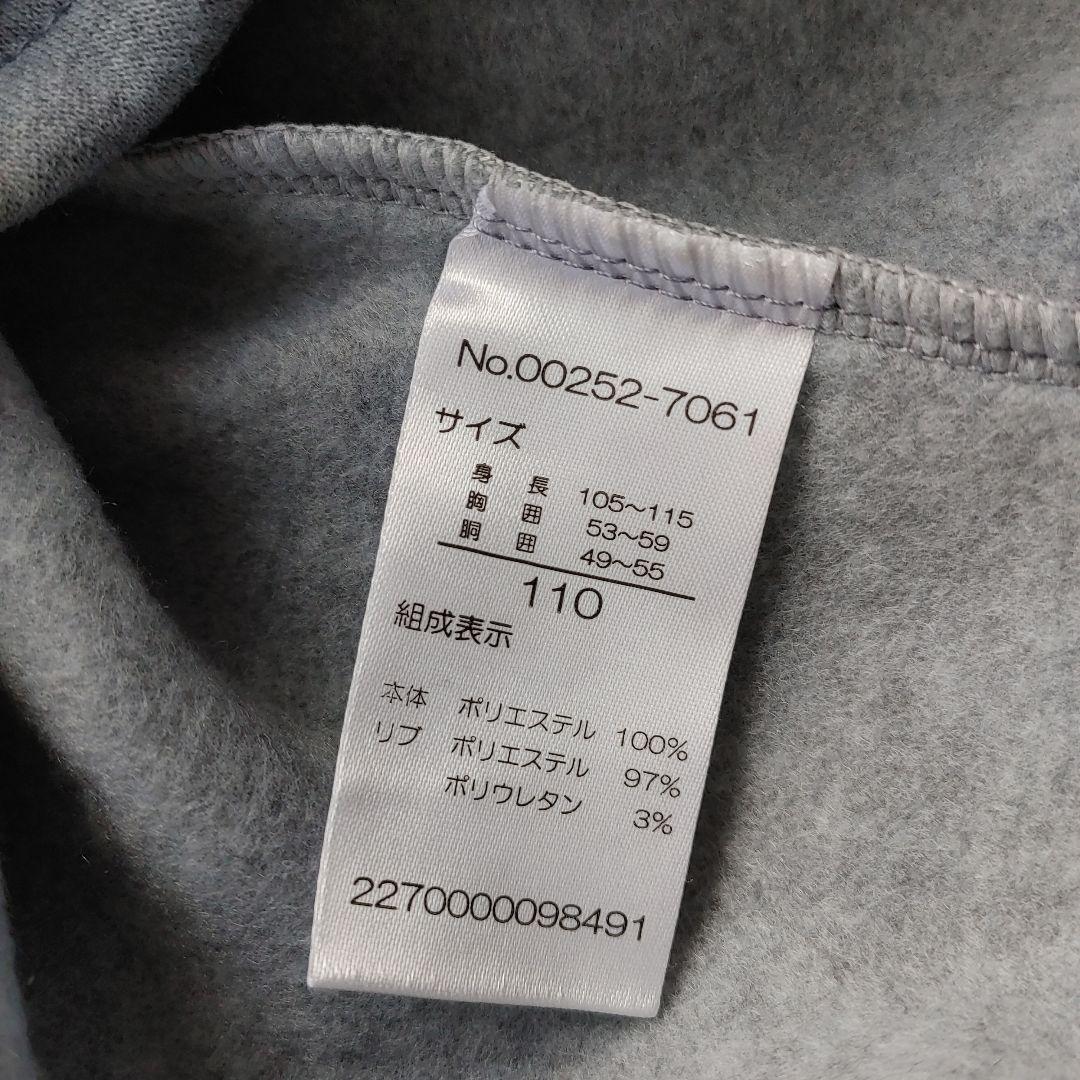 No.00252-7061
サイズ
身 長 105～115
胸 囲 53～59
胴 囲 49～55
110
組成表示
本体 ポリエステル 100%
リブ ポリエステル 97%
ポリウレタン 3%
2270000098491